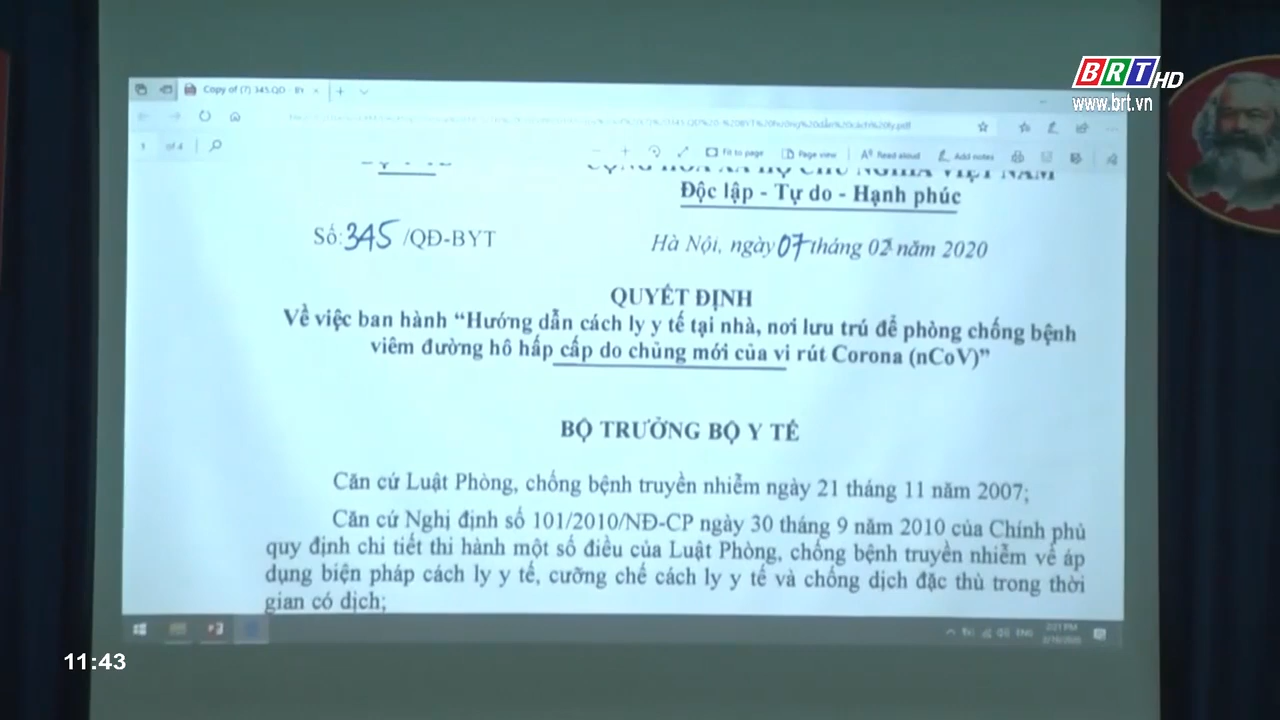 BRT HD
www.brt.vn
Copy of (7) 345.QD - BY
of 4
Fit to page
Page view
Read aloud
Add notes
Độc lập - Tự do - Hạnh phúc
Số: 345 /QĐ-BYT
Hà Nội, ngày 07 tháng 02 năm 2020
QUYẾT ĐỊNH
Về việc ban hành “Hướng dẫn cách ly y tế tại nhà, nơi lưu trú để phòng chống bệnh
viêm đường hô hấp cấp do chủng mới của vi rút Corona (nCoV)”
BỘ TRƯỞNG BỘ Y TẾ
Căn cứ Luật Phòng, chống bệnh truyền nhiễm ngày 21 tháng 11 năm 2007;
Căn cứ Nghị định số 101/2010/NĐ-CP ngày 30 tháng 9 năm 2010 của Chính phủ
quy định chi tiết thi hành một số điều của Luật Phòng, chống bệnh truyền nhiễm về áp
dụng biện pháp cách ly y tế, cưỡng chế cách ly y tế và chống dịch đặc thù trong thời
gian có dịch;
ENG
2:21 PM
11:43